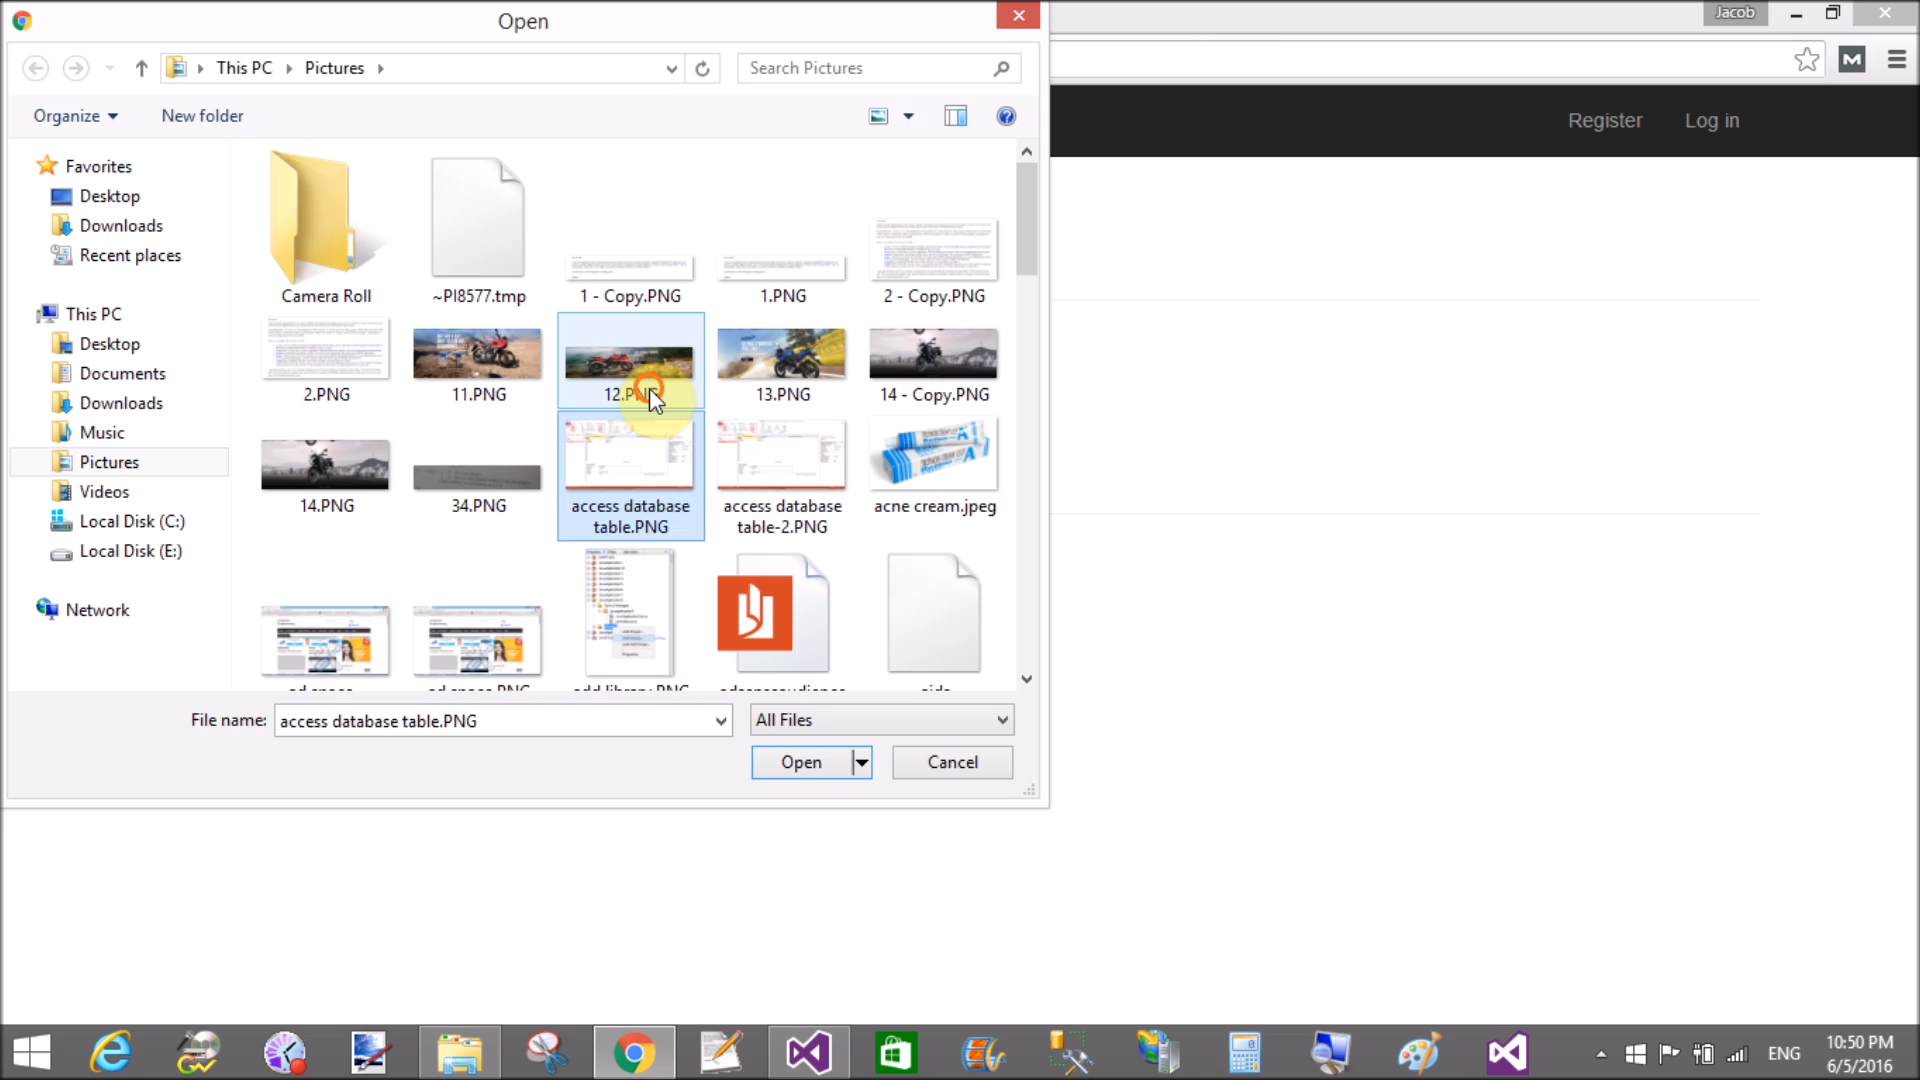 Open
Jacob
This PC
Pictures
Search Pictures
Organize
New folder
Register
Log in
Favorites
Desktop
Downloads
Recent places
This PC
Desktop
Documents
Downloads
Music
Pictures
Videos
Local Disk (C:)
Local Disk (E:)
Network
Camera Roll
~PI8577.tmp
1 - Copy.PNG
1.PNG
2 - Copy.PNG
2.PNG
11.PNG
12.PNG
13.PNG
14 - Copy.PNG
14.PNG
34.PNG
access database
table.PNG
access database
table-2.PNG
acne cream.jpeg
File name:
access database table.PNG
All Files
Open
Cancel
ENG
10:50 PM
6/5/2016